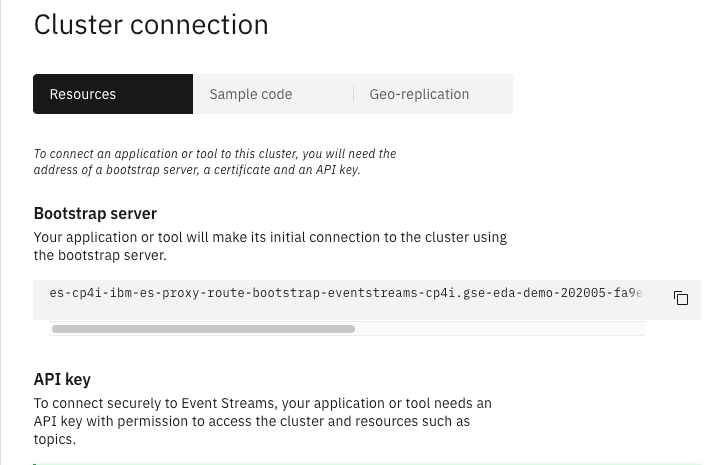 Cluster connection
Resources
Sample code
Geo-replication
To connect an application or tool to this cluster, you will need the
address of a bootstrap server, a certificate and an API key.
Bootstrap server
Your application or tool will make its initial connection to the cluster using
the bootstrap server.
es-cp4i-ibm-es-proxy-route-bootstrap-eventstreams-cp4i.gse-eda-demo-202005-fa9e
API key
To connect securely to Event Streams, your application or tool needs an
API key with permission to access the cluster and resources such as
topics.